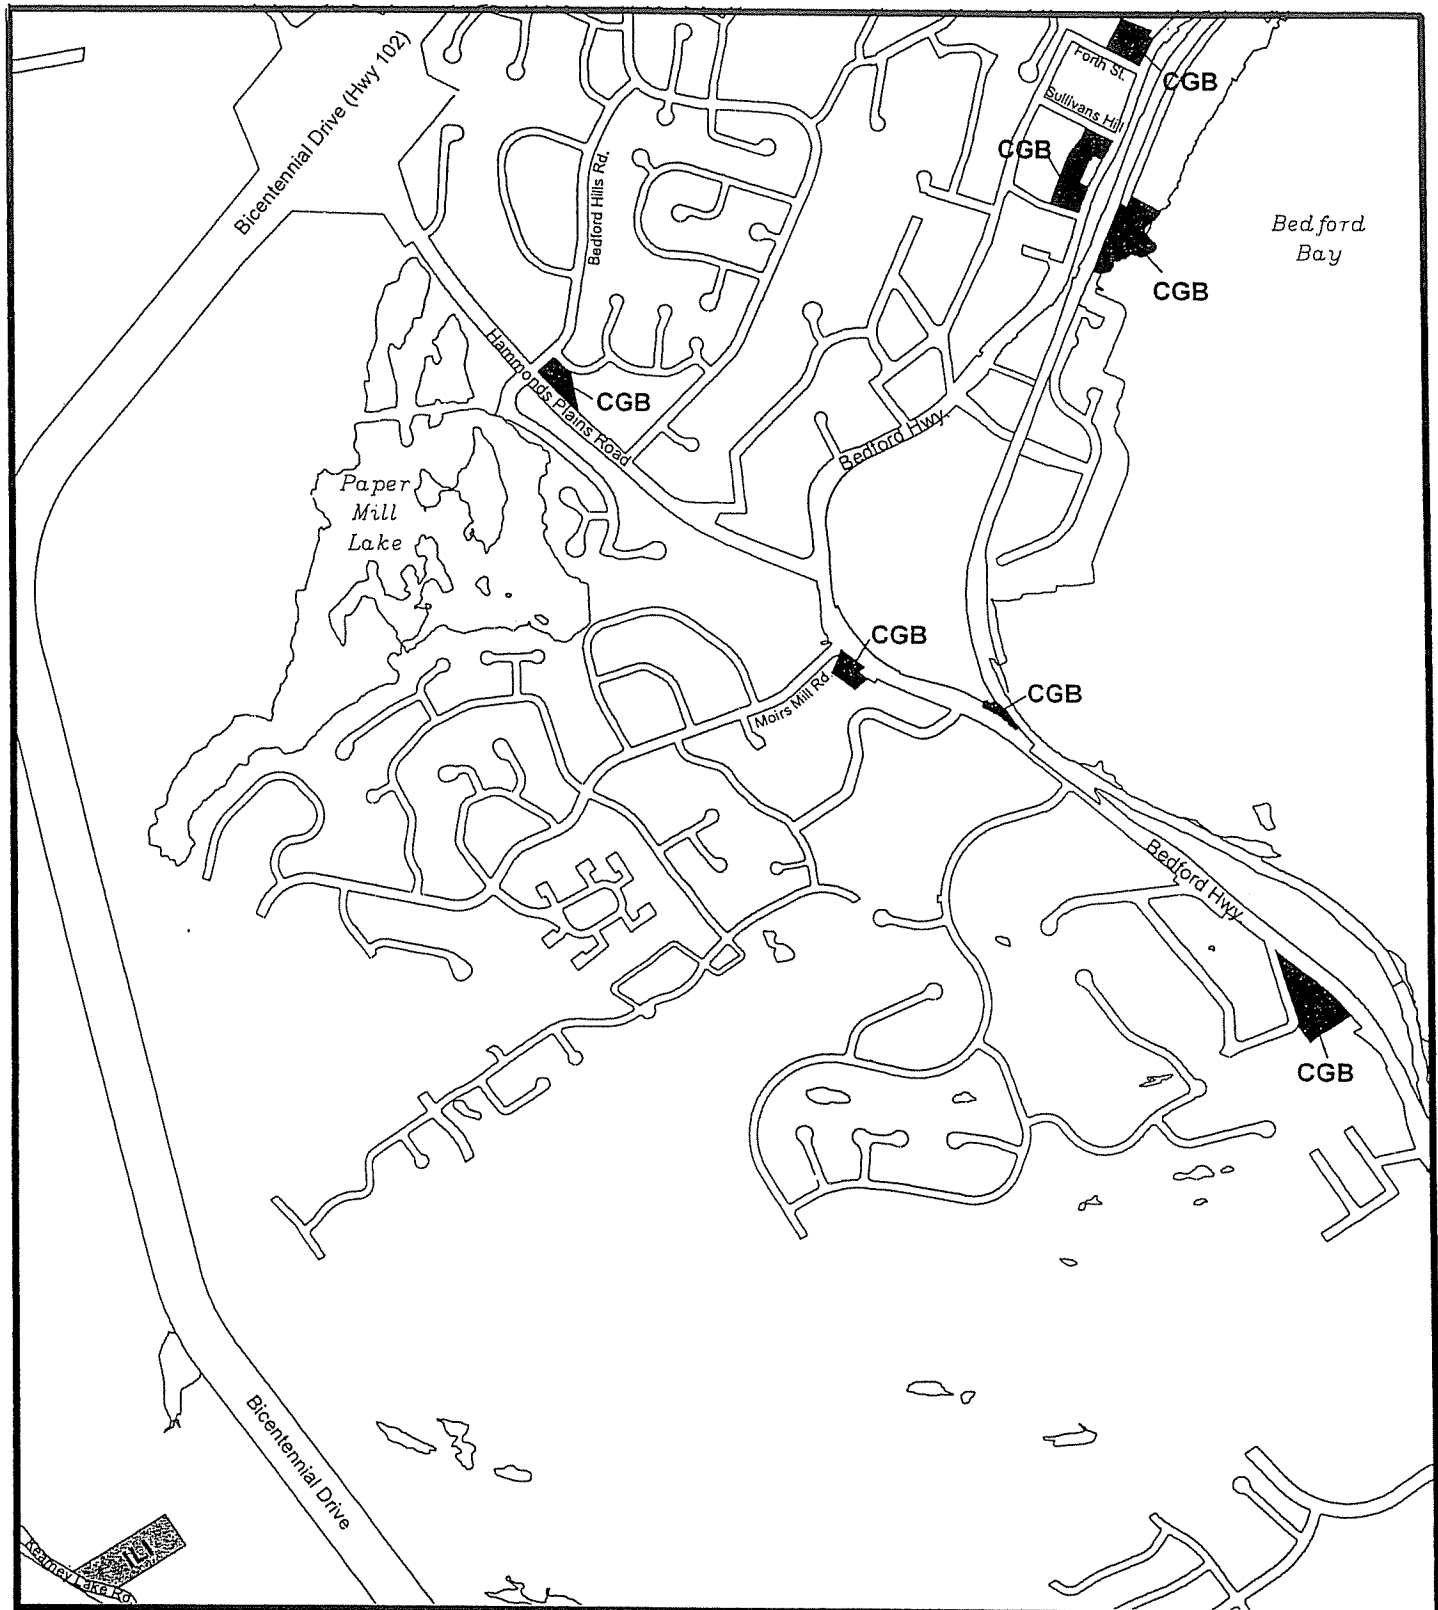 Bicentennial Drive (Hwy 102)
Forth St.
CGB
Sullivans Hill
CGB
Bedford Hills Rd.
Bedford
Bay
CGB
Hammonds Plains Road
CGB
Bedford Hwy.
Paper
Mill
Lake
CGB
Moirs Mill Rd.
CGB
Bedford Hwy.
CGB
Bicentennial Drive
ILI
Kearney Lake Rd.